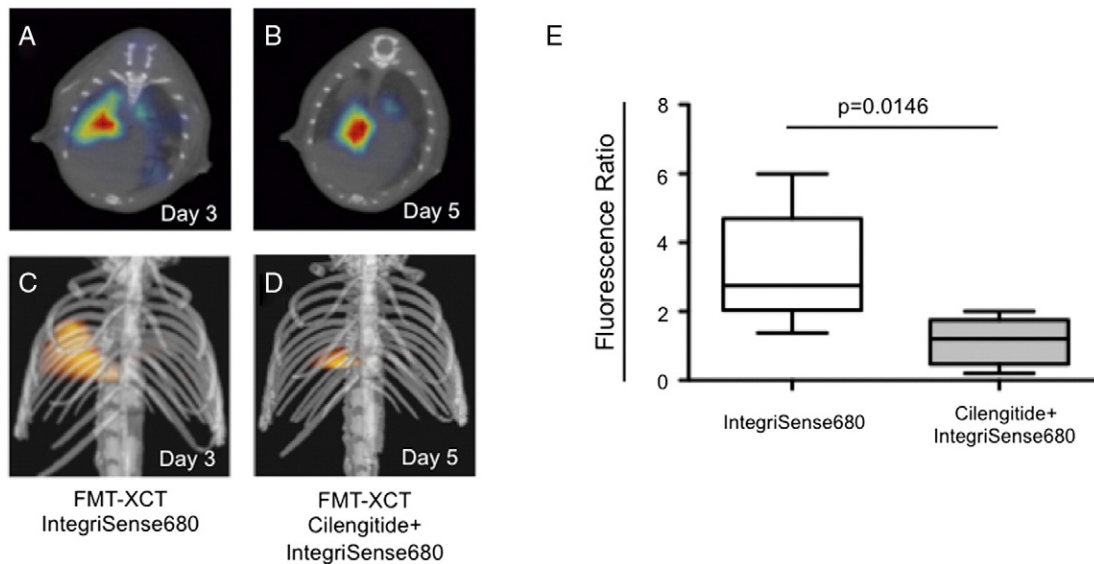 A
Day 3
B
Day 5
C
Day 3
D
Day 5
FMT-XCT
IntegriSense680
FMT-XCT
Cilengitide+
IntegriSense680
E
p=0.0146
Fluorescence Ratio
8
6
4
2
0
IntegriSense680
Cilengitide+
IntegriSense680